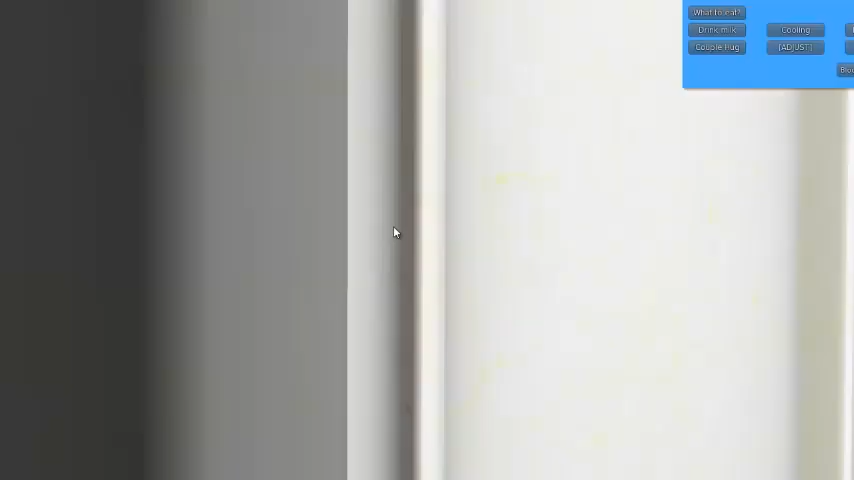 What to eat?
Drink milk
Cooling
Couple Hug
[ADJUST]